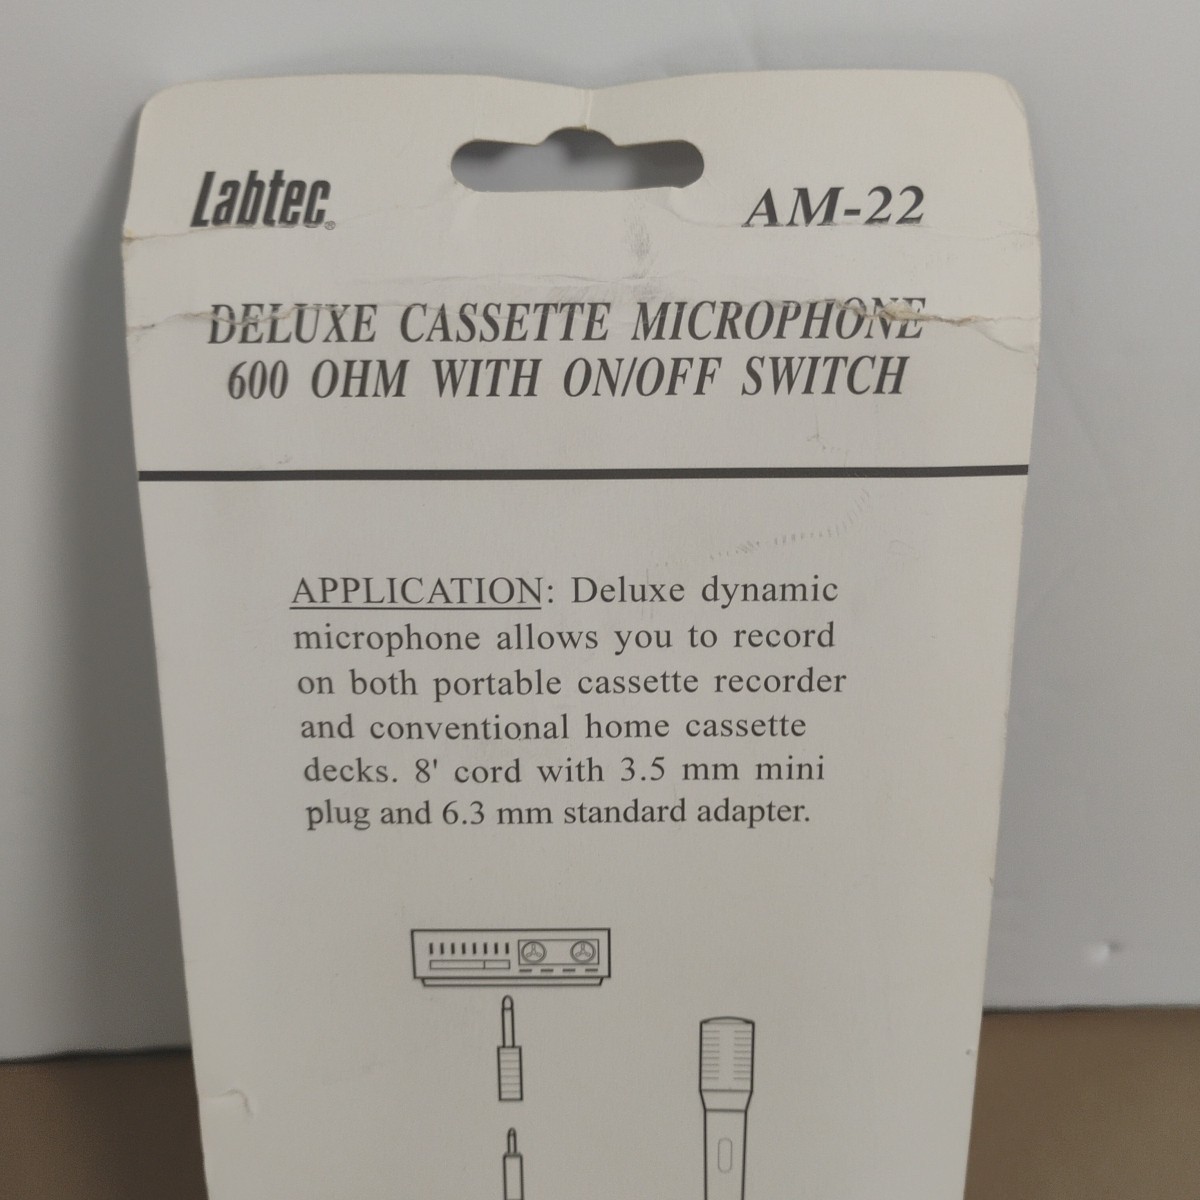 Labtec®
AM-22
DELUXE CASSETTE MICROPHONE
600 OHM WITH ON/OFF SWITCH
APPLICATION: Deluxe dynamic
microphone allows you to record
on both portable cassette recorder
and conventional home cassette
decks. 8' cord with 3.5 mm mini
plug and 6.3 mm standard adapter.